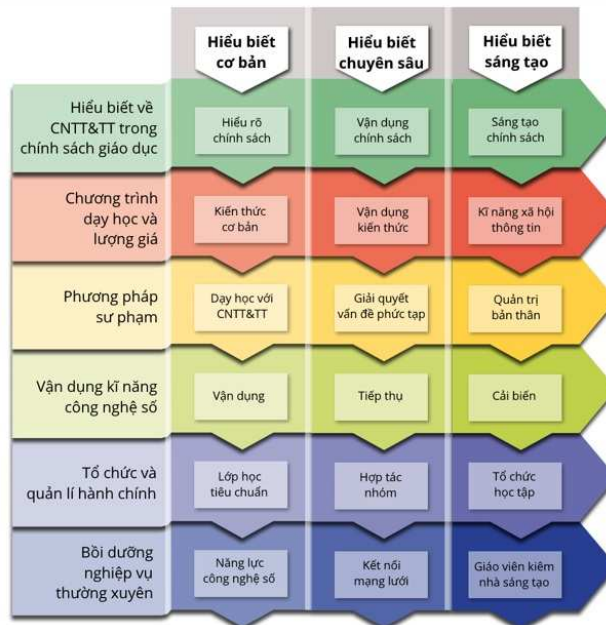 Hiểu biết
cơ bản
Hiểu biết
chuyên sâu
Hiểu biết
sáng tạo
Hiểu biết về
CNTT&TT trong
chính sách giáo dục
Hiểu rõ
chính sách
Vận dụng
chính sách
Sáng tạo
chính sách
Chương trình
dạy học và
lượng giá
Kiến thức
cơ bản
Vận dụng
kiến thức
Kĩ năng xã hội
thông tin
Phương pháp
sư phạm
Dạy học với
CNTT&TT
Giải quyết
vấn đề phức tạp
Quản trị
bản thân
Vận dụng kĩ năng
công nghệ số
Vận dụng
Tiếp thụ
Cải biến
Tổ chức và
quản lí hành chính
Lớp học
tiêu chuẩn
Hợp tác
nhóm
Tổ chức
học tập
Bồi dưỡng
nghiệp vụ
thường xuyên
Năng lực
công nghệ số
Kết nối
mạng lưới
Giáo viên kiêm
nhà sáng tạo